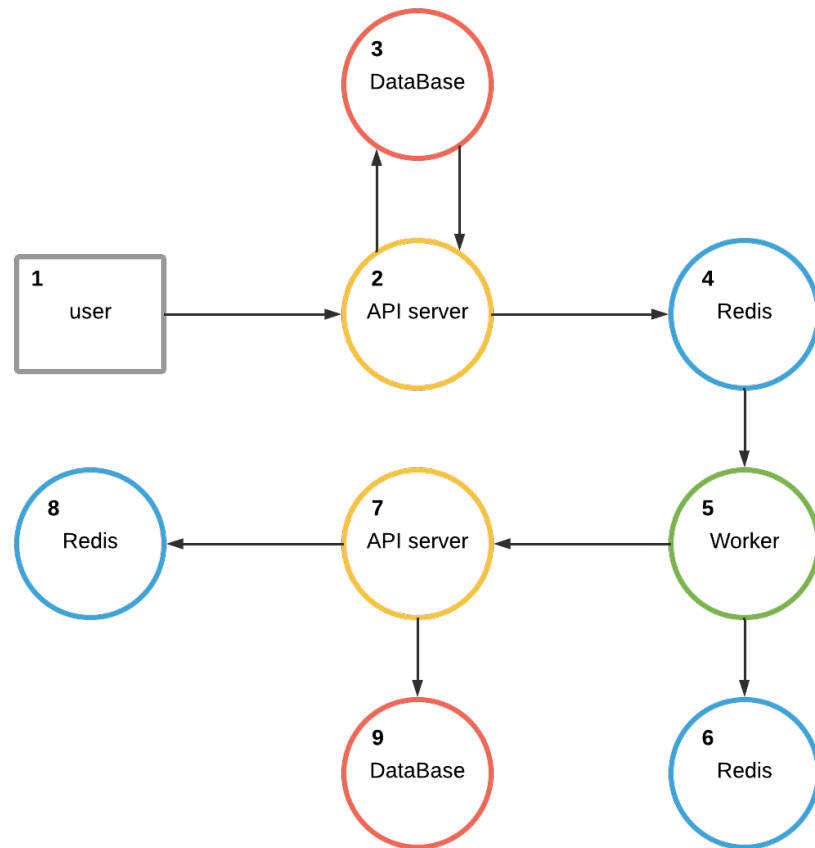 3
DataBase
1
user
2
API server
4
Redis
8
Redis
7
API server
5
Worker
9
DataBase
6
Redis